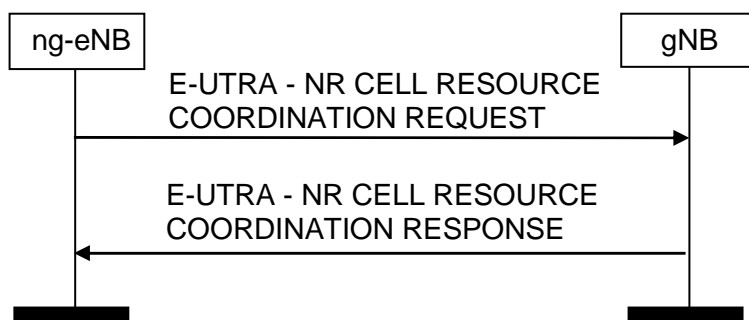 ng-eNB
gNB
E-UTRA - NR CELL RESOURCE
COORDINATION REQUEST
E-UTRA - NR CELL RESOURCE
COORDINATION RESPONSE